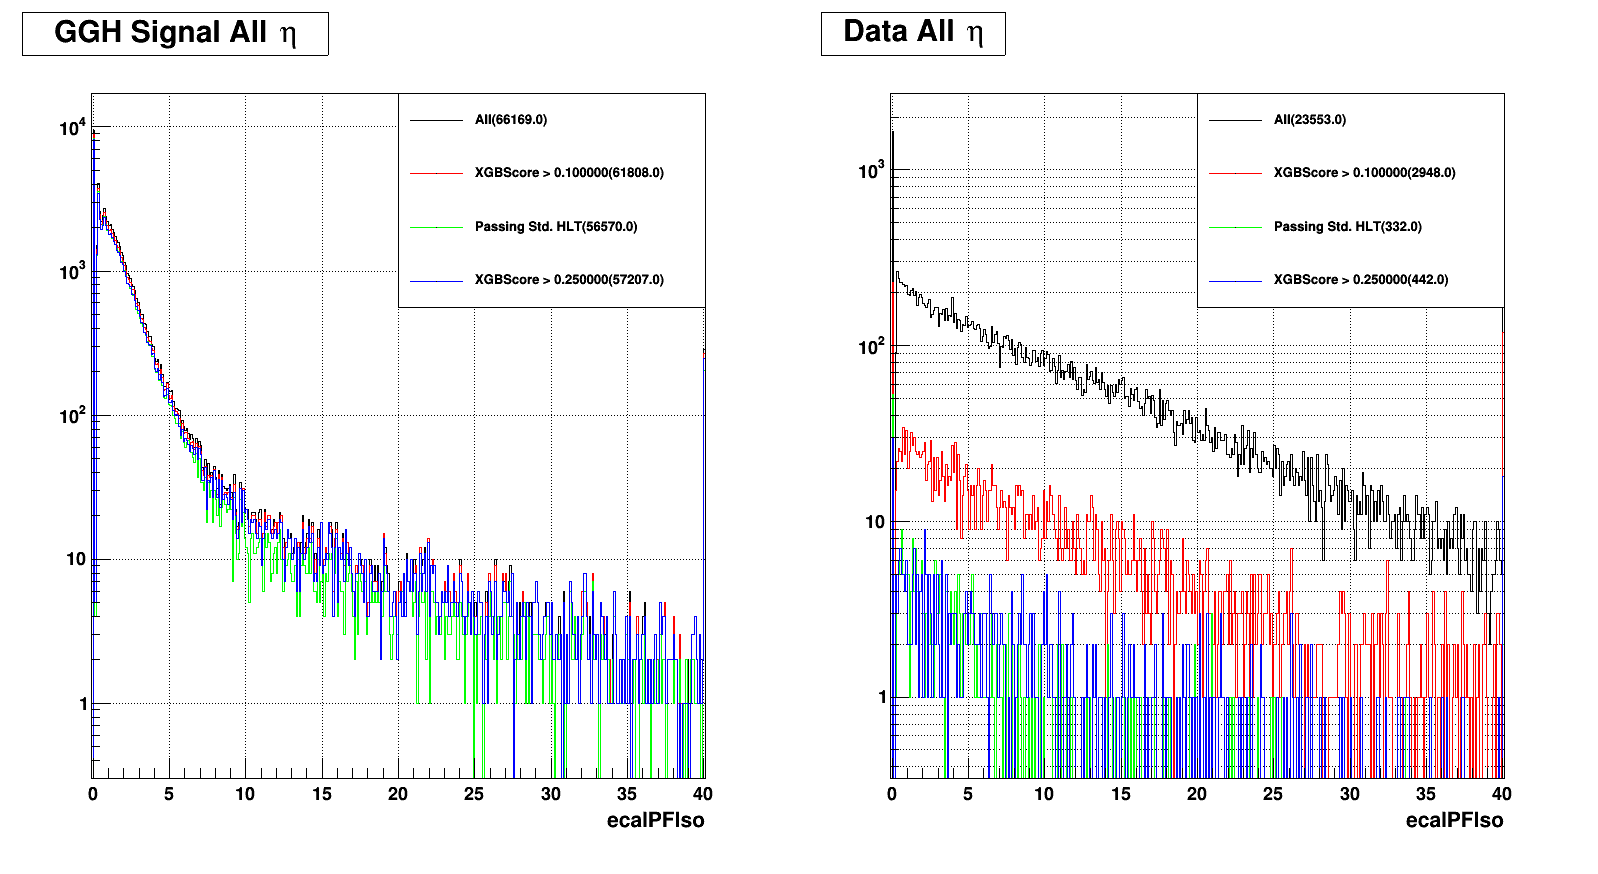 GGH Signal All η
All(66169.0)
XGBScore > 0.100000(61808.0)
Passing Std. HLT(56570.0)
XGBScore > 0.250000(57207.0)
10⁴
10³
10²
10
1
0 5 10 15 20 25 30 35 40
ecalPFIso
Data All η
All(23553.0)
XGBScore > 0.100000(2948.0)
Passing Std. HLT(332.0)
XGBScore > 0.250000(442.0)
10³
10²
10
1
0 5 10 15 20 25 30 35 40
ecalPFIso